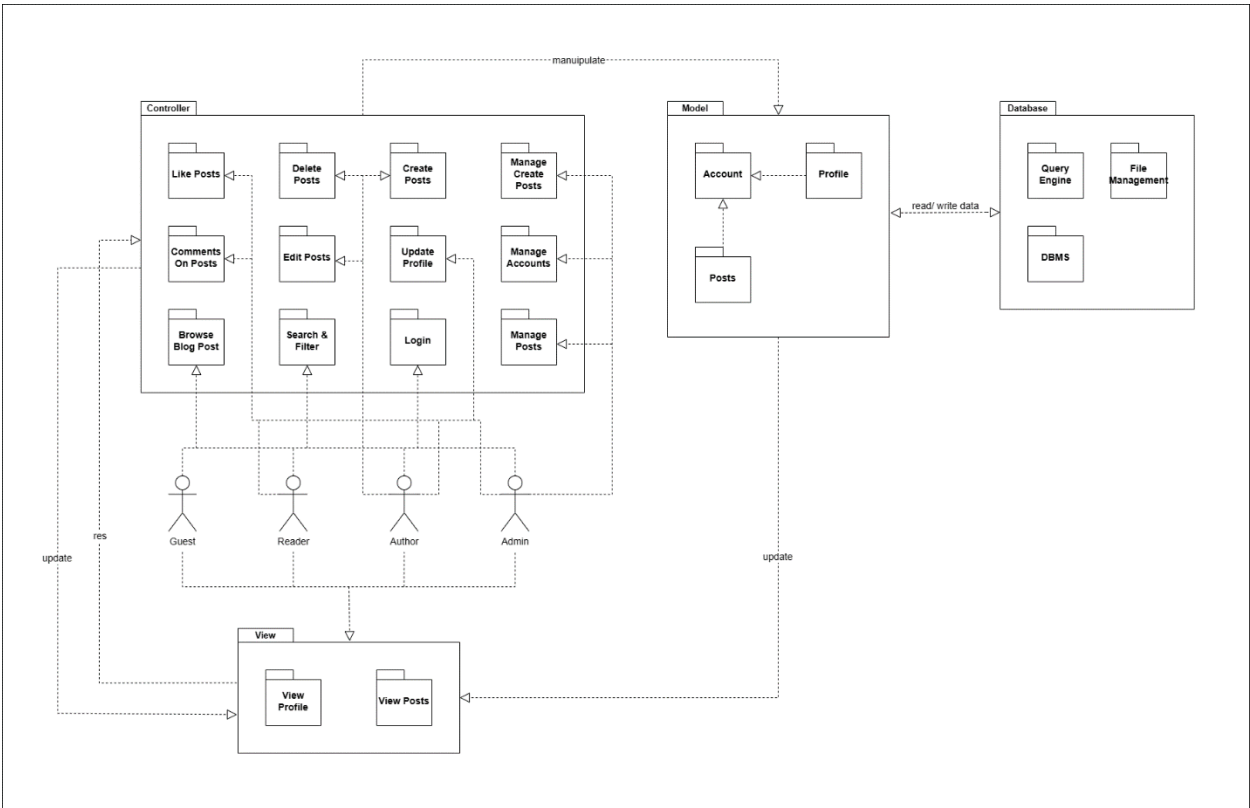 manuipulate
Controller
Model
Database
Like Posts
Delete
Posts
Create
Posts
Manage
Create
Posts
Account
Profile
Query
Engine
File
Management
read/ write data
Comments
On Posts
Edit Posts
Update
Profile
Manage
Accounts
Posts
DBMS
Browse
Blog Post
Search &
Filter
Login
Manage
Posts
Guest
Reader
Author
Admin
res
update
update
View
View
Profile
View Posts